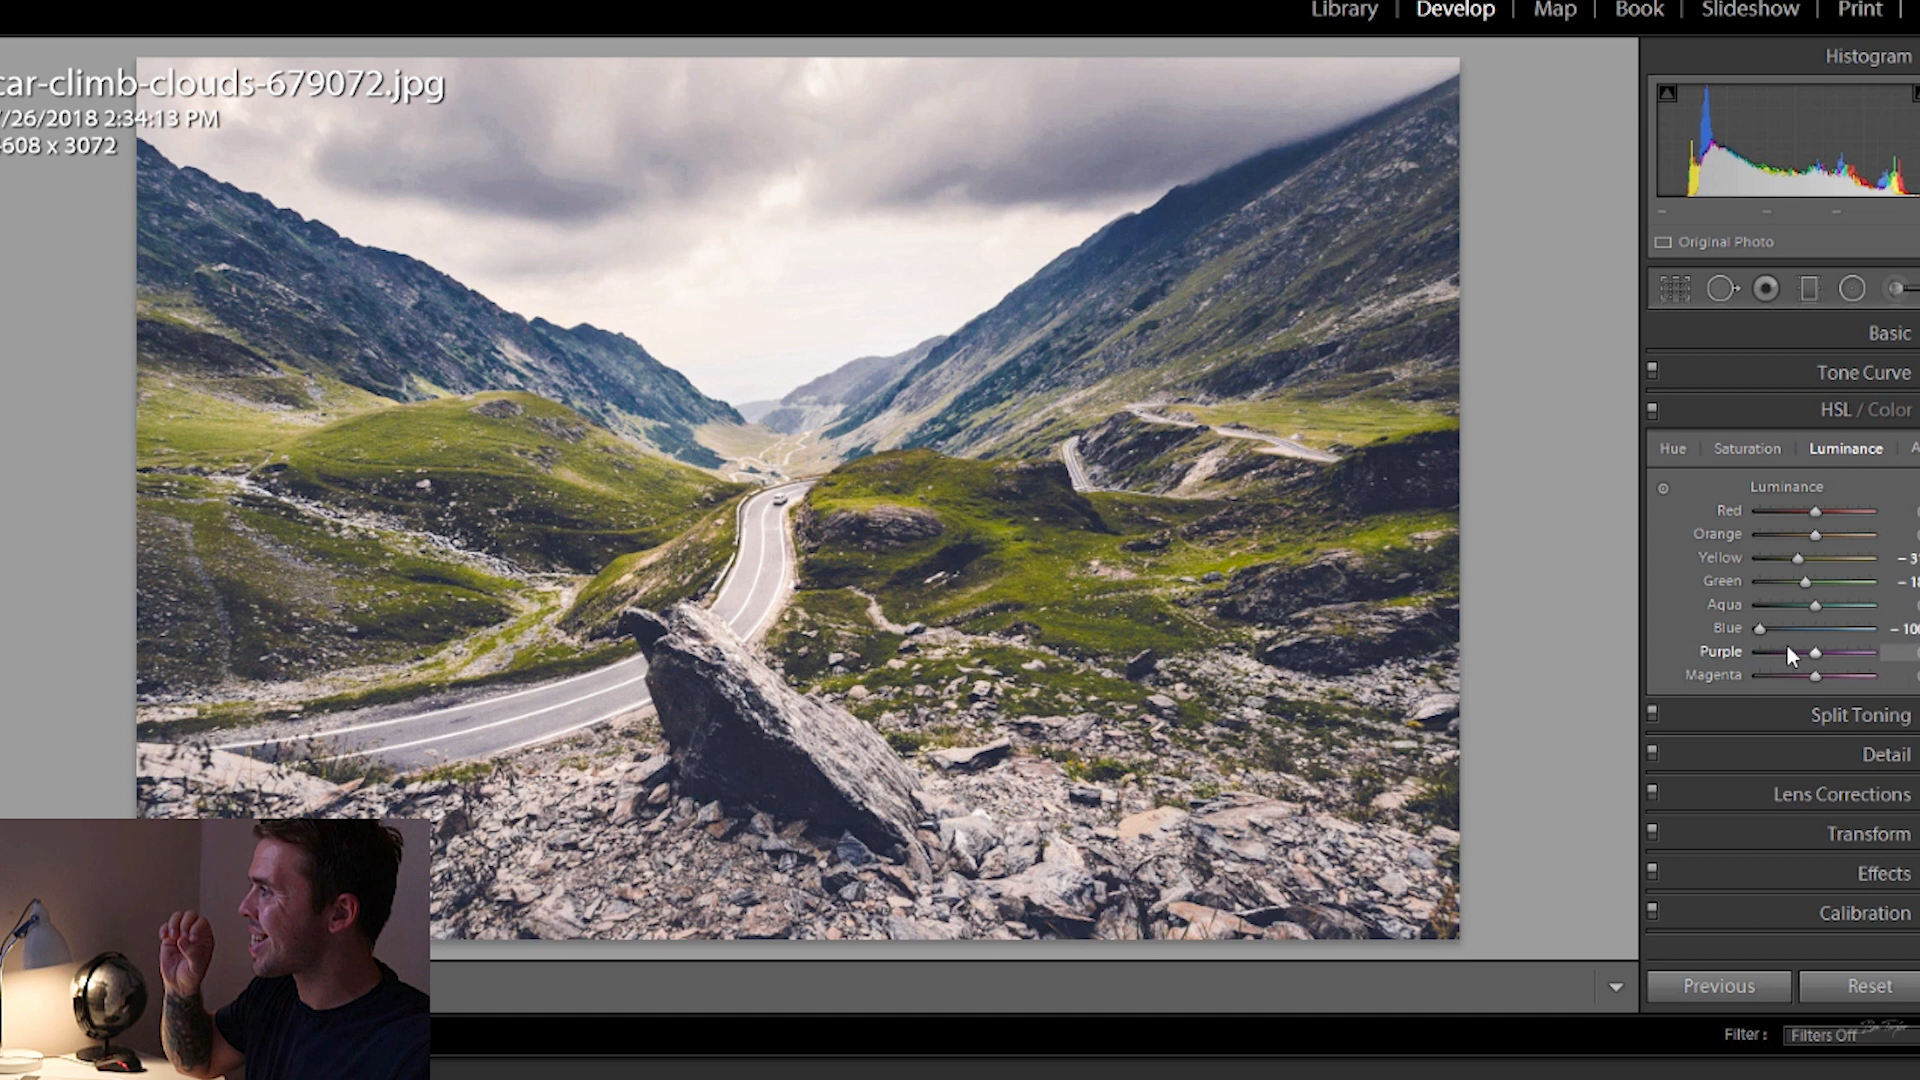 Library | Develop | Map | Book | Slideshow | Print |
car-climb-clouds-679072.jpg
/26/2018 2:34:13 PM
608 x 3072
Histogram
Original Photo
Basic
Tone Curve
HSL / Color
Hue Saturation Luminance
Luminance
Red
Orange
Yellow
Green
Aqua
Blue
Purple
Magenta
Split Toning
Detail
Lens Corrections
Transform
Effects
Calibration
Previous Reset
Filter : Filters Off